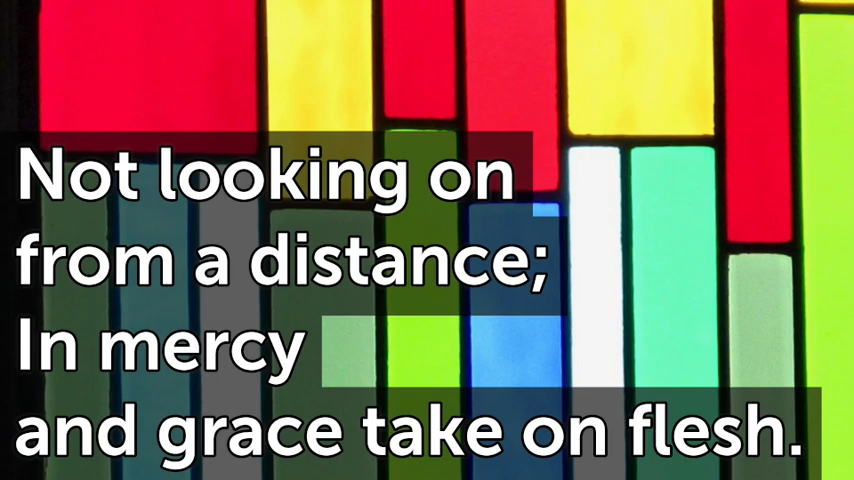 Not looking on
from a distance;
In mercy
and grace take on flesh.